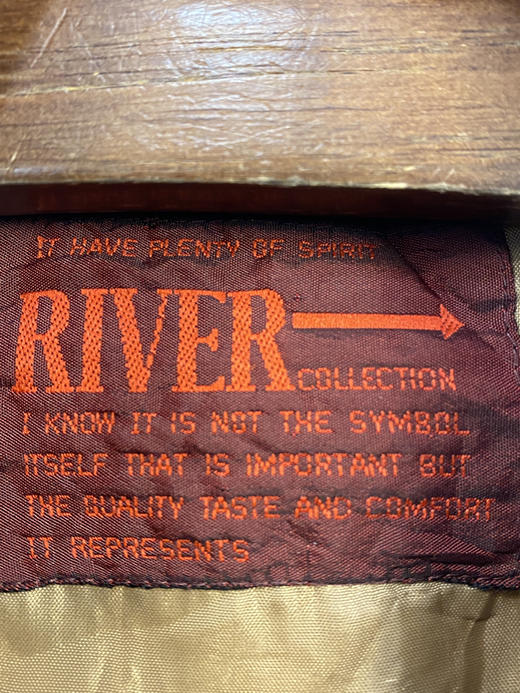 IT HAVE PLENTY OF SPIRIT
RIVER
COLLECTION
I KNOW IT IS NOT THE SYMBOL
ITSELF THAT IS IMPORTANT BUT
THE QUALITY TASTE AND COMFORT
IT REPRESENTS